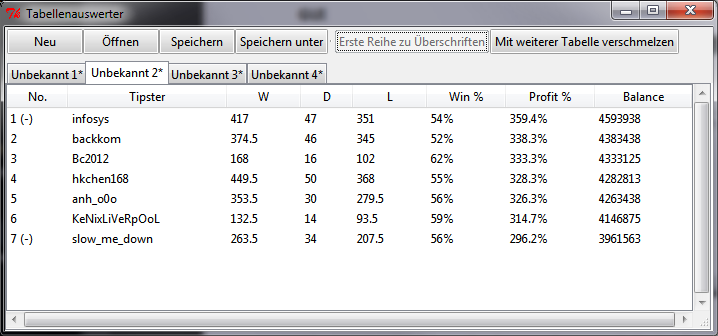 Tabellenauswerter
Neu Öffnen Speichern Speichern unter Erste Reihe zu Überschriften Mit weiterer Tabelle verschmelzen
Unbekannt 1* Unbekannt 2* Unbekannt 3* Unbekannt 4*
No. Tipster W D L Win % Profit % Balance
1 (-) infosys 417 47 351 54% 359.4% 4593938
2 backkom 374.5 46 345 52% 338.3% 4383438
3 Bc2012 168 16 102 62% 333.3% 4333125
4 hkchen168 449.5 50 368 55% 328.3% 4282813
5 anh_o0o 353.5 30 279.5 56% 326.3% 4263438
6 KeNixLiVeRpOoL 132.5 14 93.5 59% 314.7% 4146875
7 (-) slow_me_down 263.5 34 207.5 56% 296.2% 3961563